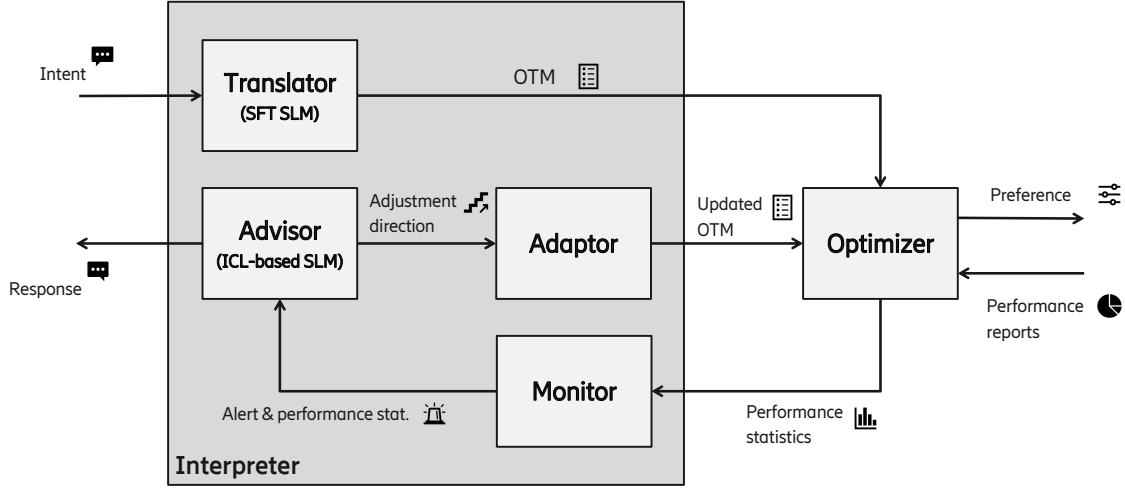 Intent
Translator
(SFT SLM)
OTM
Adjustment
direction
Updated
OTM
Preference
Advisor
(ICL-based SLM)
Adaptor
Optimizer
Response
Performance
reports
Monitor
Alert & performance stat.
Performance
statistics
Interpreter